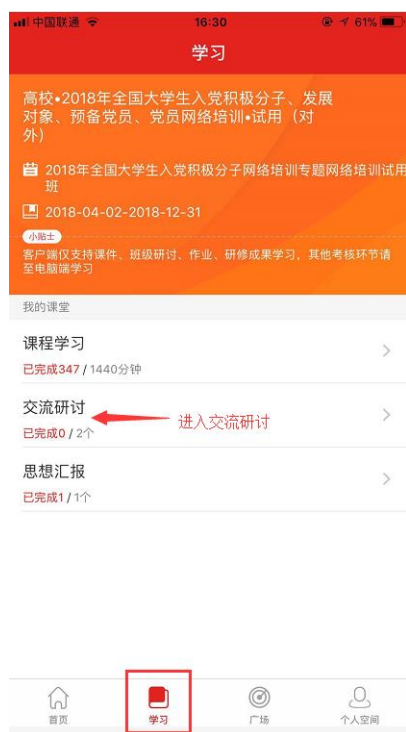 中国联通 16:30 61%
学习
高校•2018年全国大学生入党积极分子、发展
对象、预备党员、党员网络培训•试用（对
外）
2018年全国大学生入党积极分子网络培训专题网络培训试用
班
2018-04-02-2018-12-31
小贴士
客户端仅支持课件、班级研讨、作业、研修成果学习，其他考核环节请
至电脑端学习
我的课堂
课程学习
已完成347 / 1440分钟
交流研讨
进入交流研讨
已完成0 / 2个
思想汇报
已完成1 / 1个
首页 学习 广场 个人空间